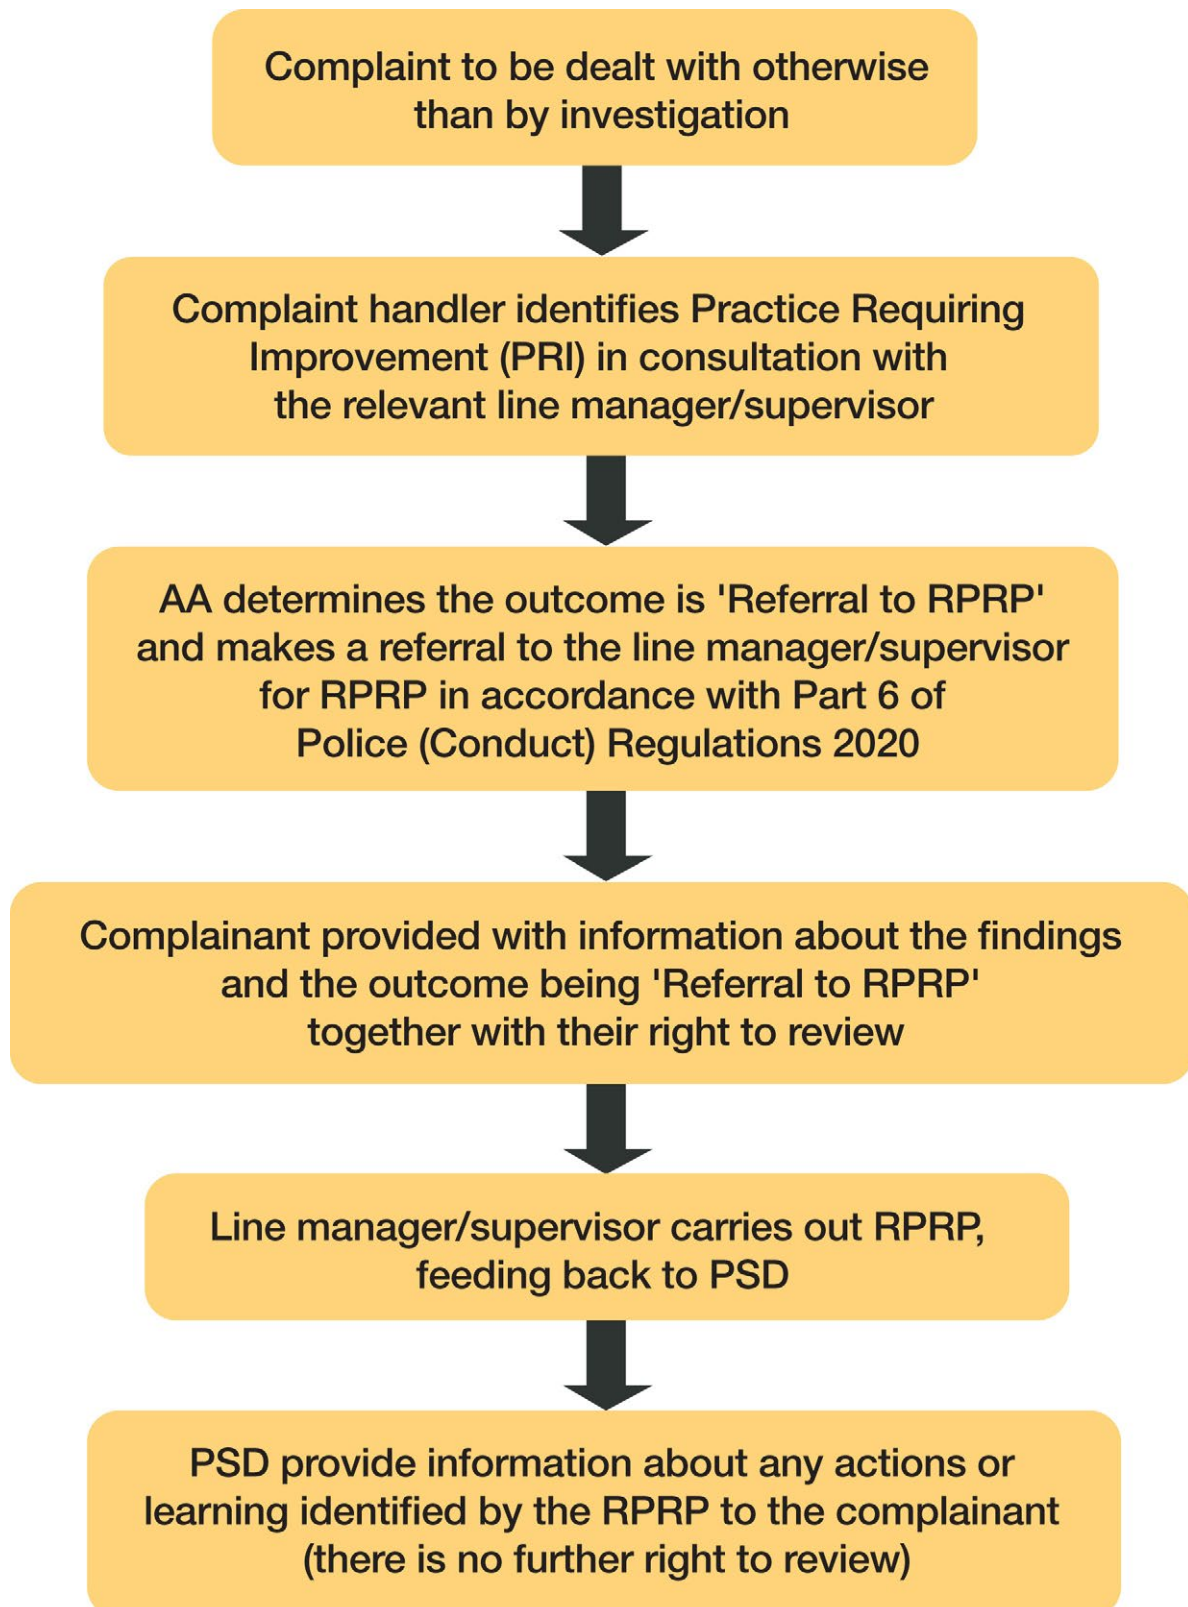 Complaint to be dealt with otherwise
than by investigation
Complaint handler identifies Practice Requiring
Improvement (PRI) in consultation with
the relevant line manager/supervisor
AA determines the outcome is 'Referral to RPRP'
and makes a referral to the line manager/supervisor
for RPRP in accordance with Part 6 of
Police (Conduct) Regulations 2020
Complainant provided with information about the findings
and the outcome being 'Referral to RPRP'
together with their right to review
Line manager/supervisor carries out RPRP,
feeding back to PSD
PSD provide information about any actions or
learning identified by the RPRP to the complainant
(there is no further right to review)